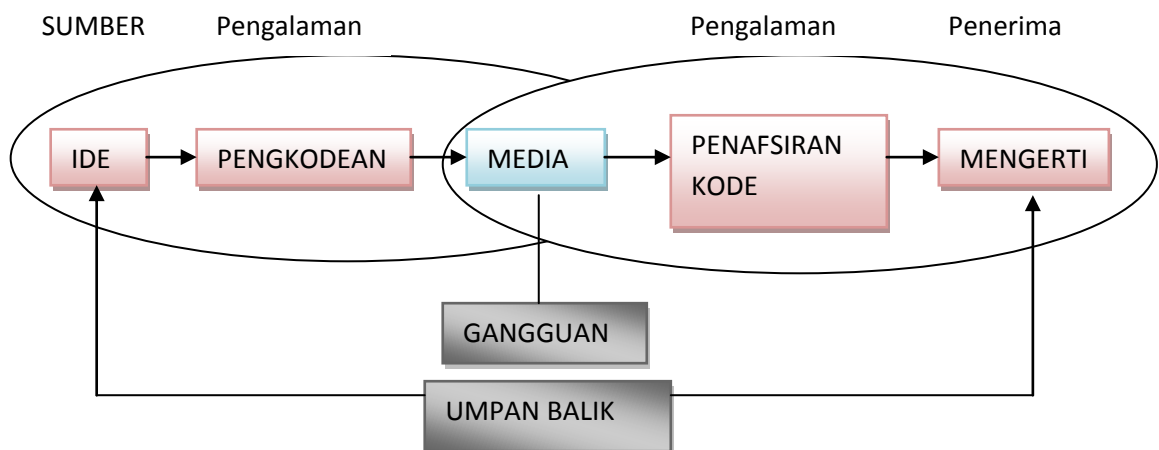 SUMBER Pengalaman Pengalaman Penerima
IDE PENGKODEAN MEDIA PENAFSIRAN KODE MENGERTI
GANGGUAN
UMPAN BALIK